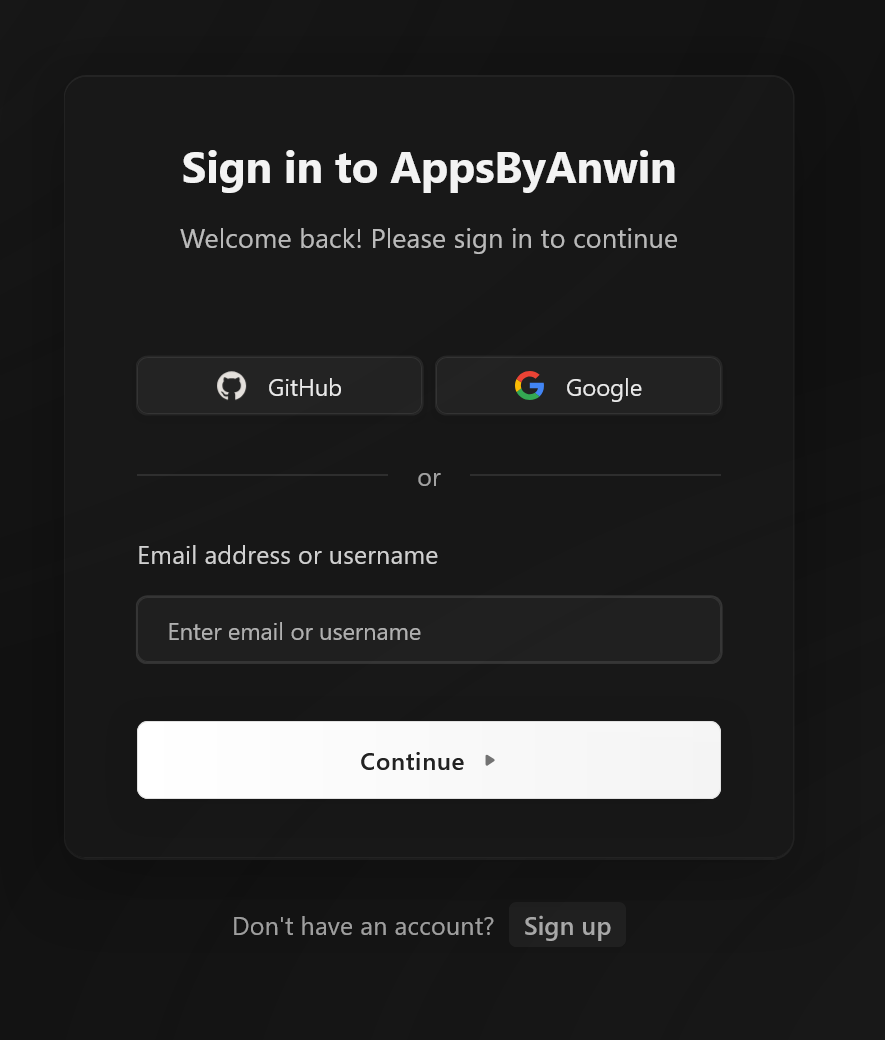 Sign in to AppsByAnwin
Welcome back! Please sign in to continue
GitHub
Google
or
Email address or username
Enter email or username
Continue
Don't have an account? Sign up